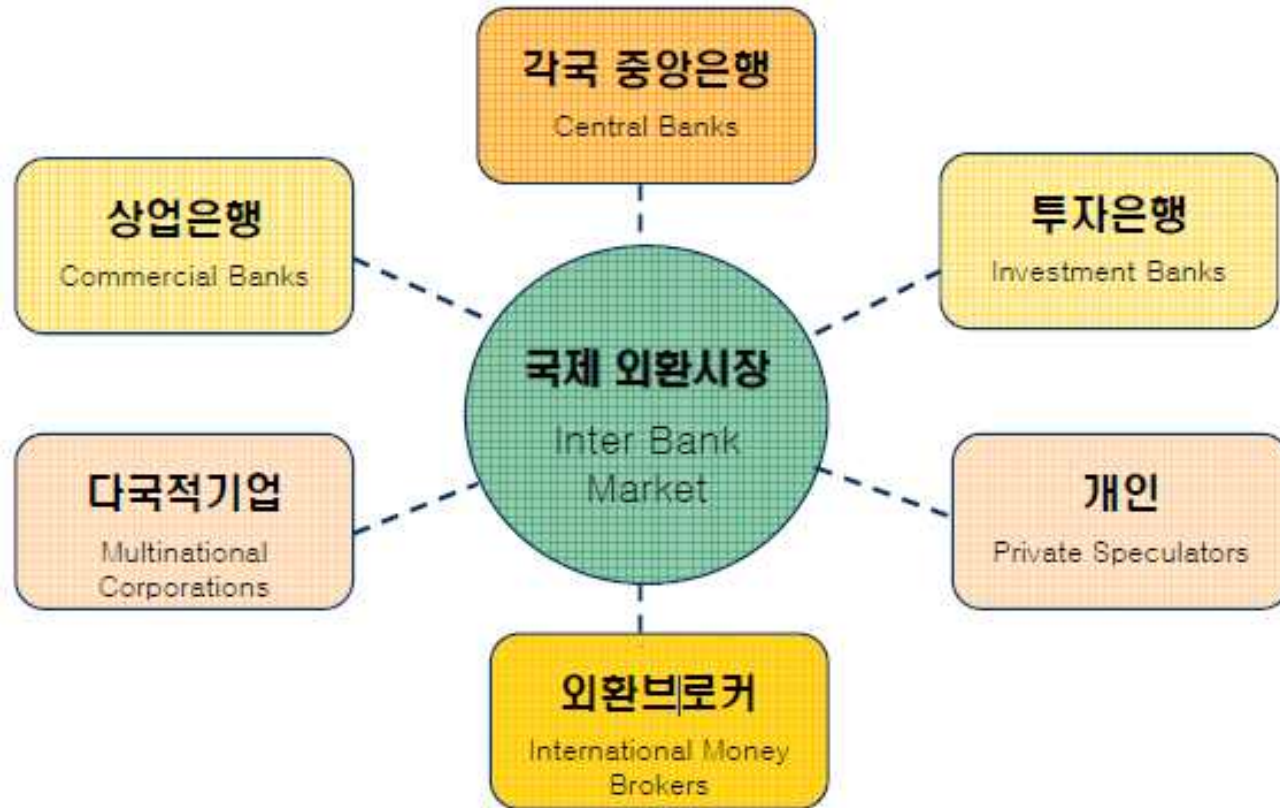 각국 중앙은행
Central Banks
상업은행
Commercial Banks
투자은행
Investment Banks
국제 외환시장
Inter Bank
Market
다국적기업
Multinational
Corporations
개인
Private Speculators
외환브로커
International Money
Brokers